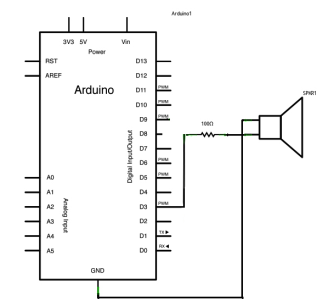 Arduino1
3V3 5V Vin
Power
RST D13
AREF D12
Arduino D11 PWM
D10 PWM
D9 PWM
D8
D7
D6 PWM
A0 D5 PWM
A1 D4
A2 D3 PWM
A3 D2
A4 D1 TX ►
A5 D0 RX ◄
Analog Input
Digital Input/Output
GND
100Ω
SPKR1